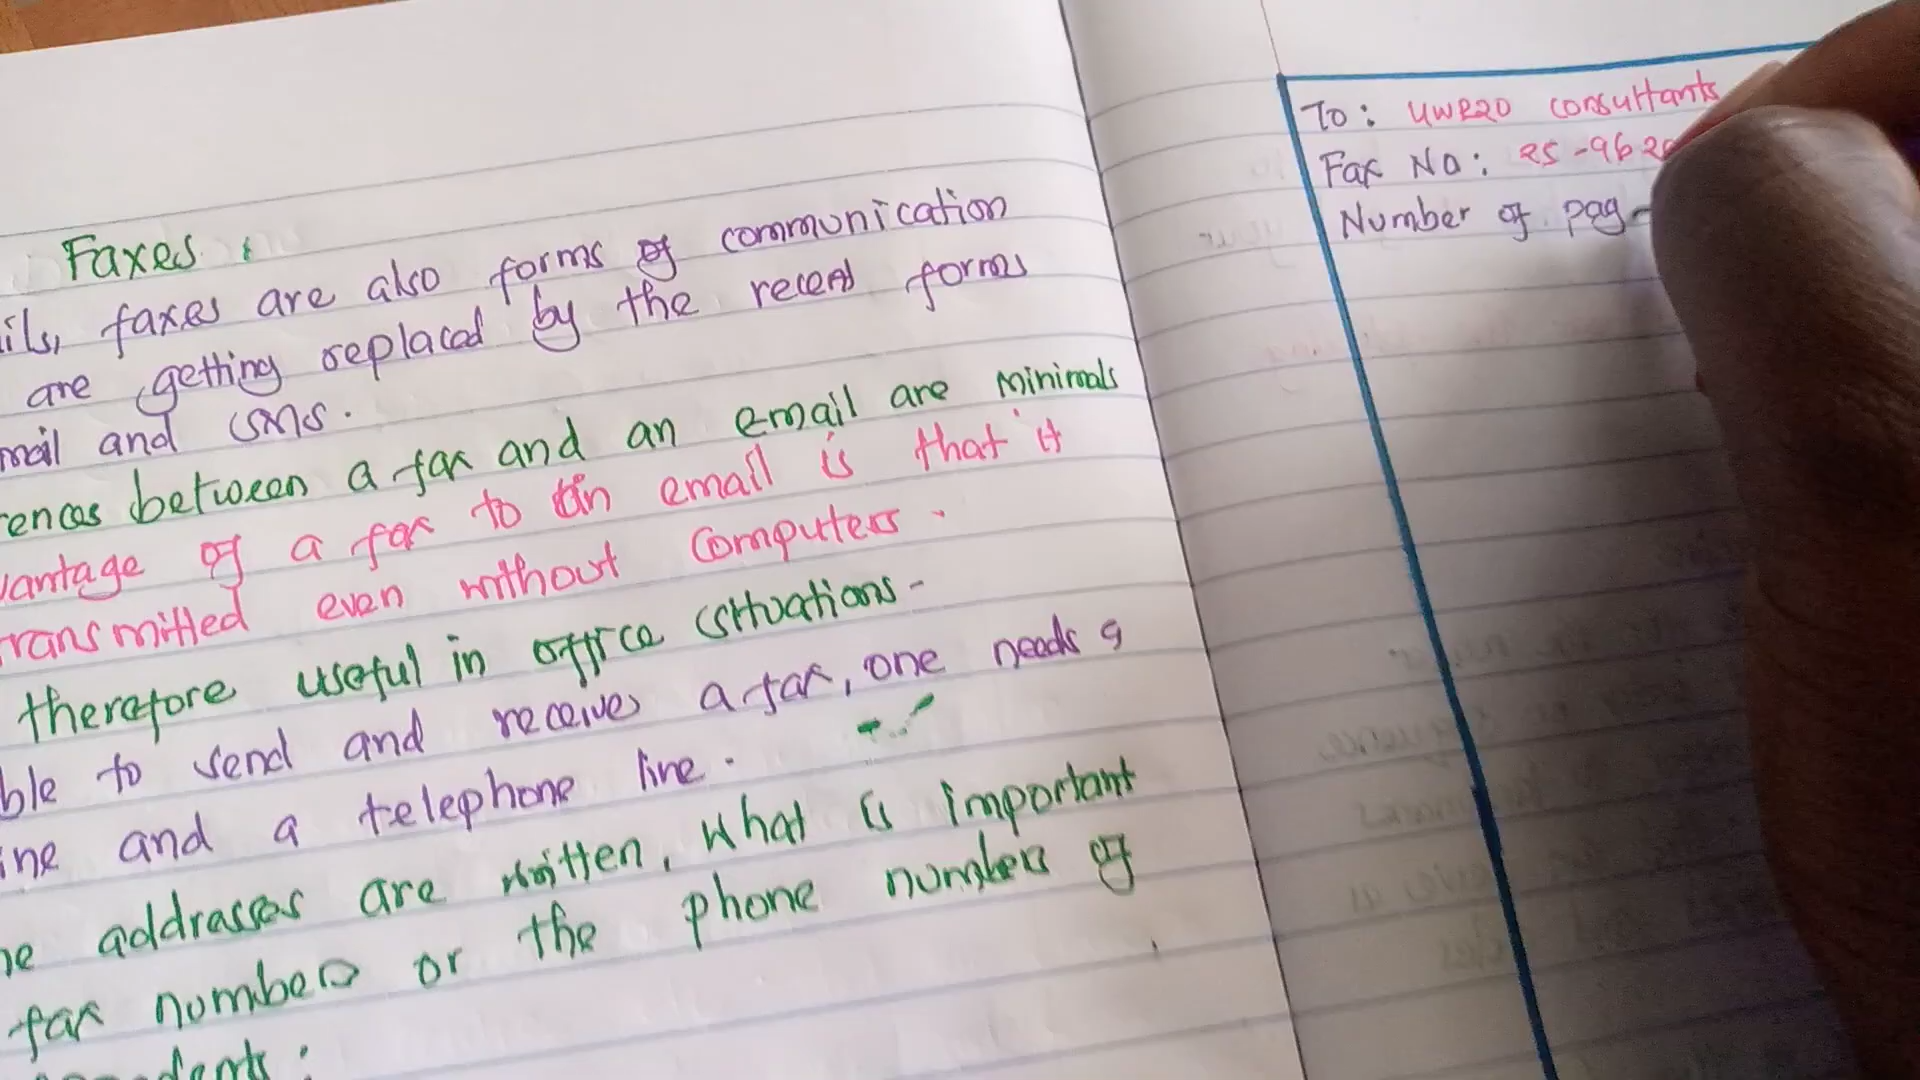 Faxes :
ils, faxes are also forms of communication
are getting replaced by the recent forms
mail and SMS.
rences between a fax and an email are minimals
vantage of a fax to an email is that it
transmitted even without computers.
therefore useful in office situations-
ble to send and receive a fax, one needs a
ine and a telephone line.
ne addresses are written, what is important
fax numbers or the phone numbers of
dents :
To: UWEZO consultants
Fax No: 25-962
Number of pag